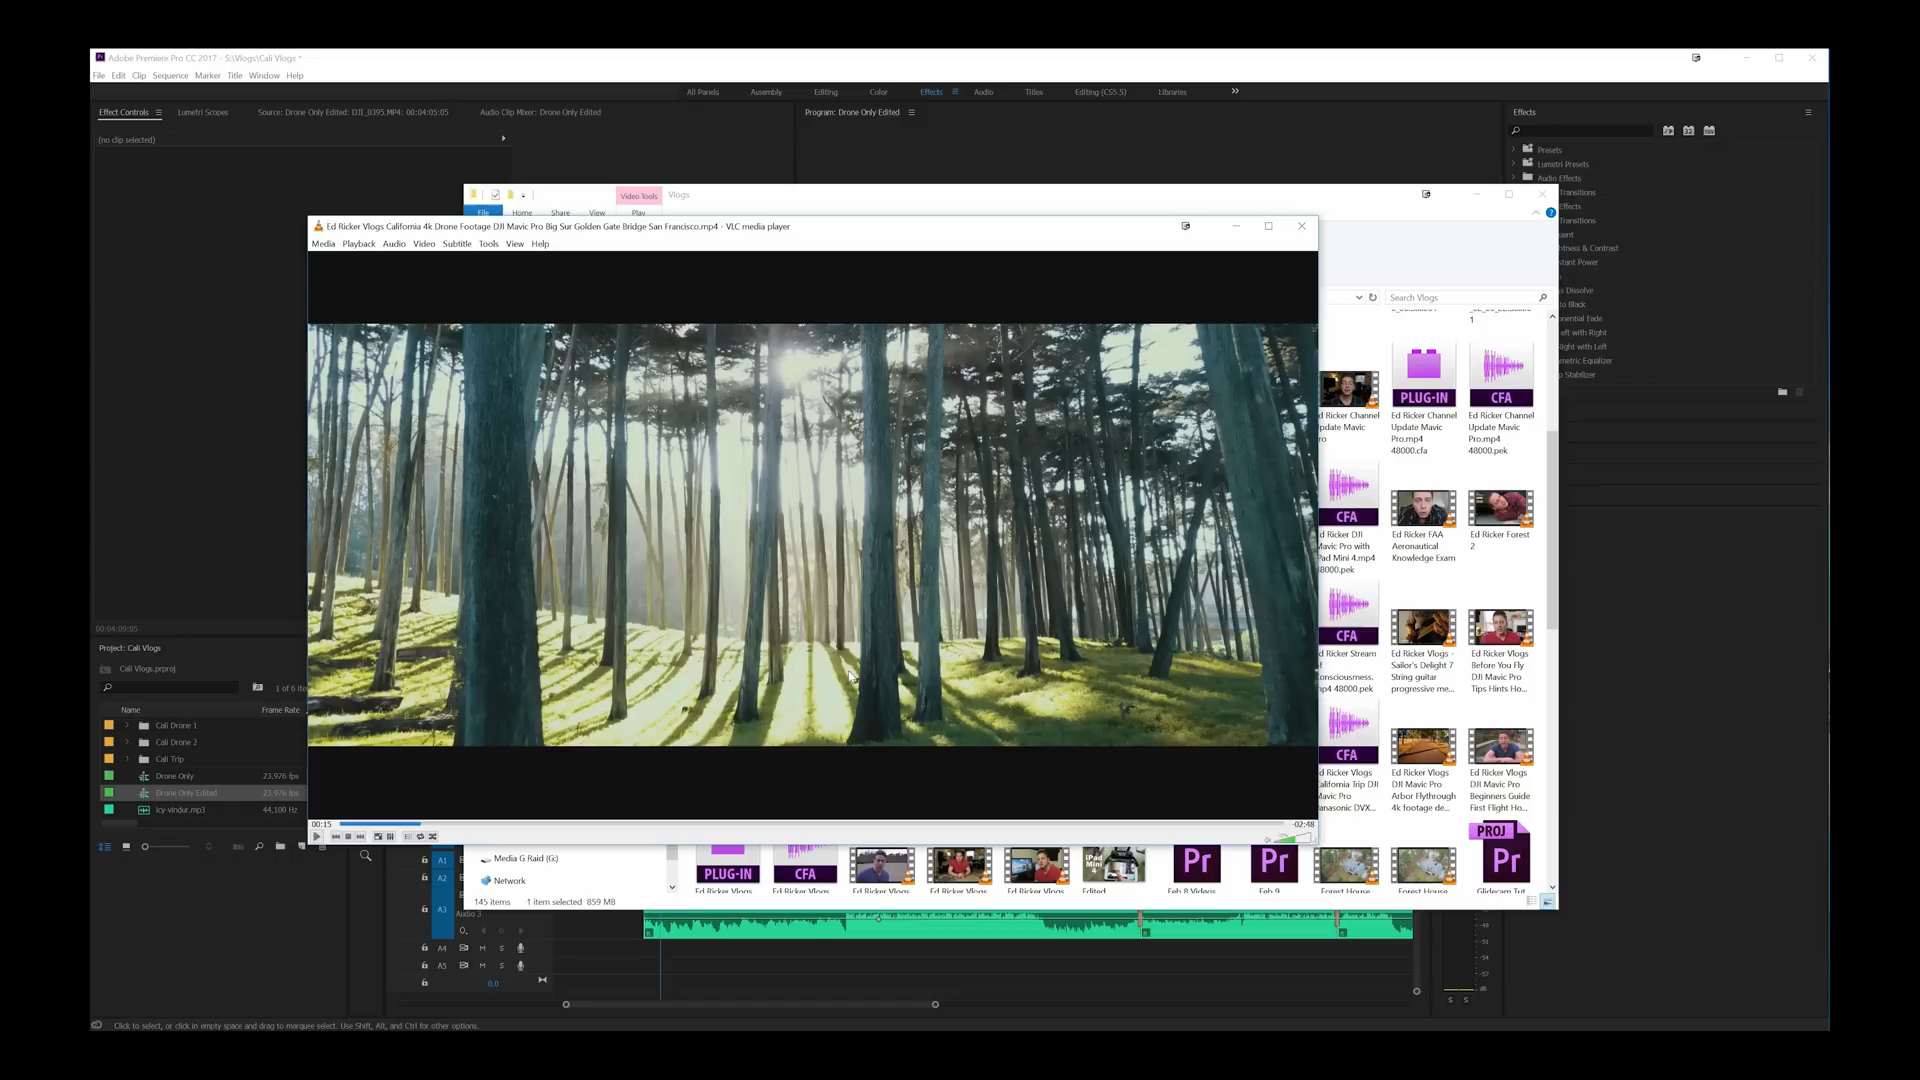 Adobe Premiere Pro CC 2017 - S:\Vlogs\Cali Vlogs *
File Edit Clip Sequence Marker Title Window Help
All Panels Assembly Editing Color Effects Audio Titles Editing (CS5.5) Libraries
Effect Controls Lumetri Scopes Source: Drone Only Edited: DJI_0395.MP4: 00:04:05:05 Audio Clip Mixer: Drone Only Edited
Program: Drone Only Edited
Effects
(no clip selected)
Presets
Lumetri Presets
Audio Effects
Transitions
Effects
Transitions
htness & Contrast
stant Power
s Dissolve
to Black
onential Fade
eft with Right
Right with Left
metric Equalizer
p Stabilizer
Video Tools Vlogs
File Home Share View Play
Ed Ricker Vlogs California 4k Drone Footage DJI Mavic Pro Big Sur Golden Gate Bridge San Francisco.mp4 - VLC media player
Media Playback Audio Video Subtitle Tools View Help
Search Vlogs
1
PLUG-IN CFA
d Ricker Channel
Update Mavic
ro
Ed Ricker Channel
Update Mavic
Pro.mp4
48000.cfa
Ed Ricker Channel
Update Mavic
Pro.mp4
48000.pek
CFA
d Ricker DJI
Mavic Pro with
Pad Mini 4.mp4
48000.pek
Ed Ricker FAA
Aeronautical
Knowledge Exam
Ed Ricker Forest
2
CFA
d Ricker Stream
of
Consciousness.
mp4 48000.pek
Ed Ricker Vlogs -
Sailor's Delight 7
String guitar
progressive me...
Ed Ricker Vlogs
Before You Fly
DJI Mavic Pro
Tips Hints Ho...
CFA
d Ricker Vlogs
California Trip DJI
Mavic Pro
Panasonic DVX...
Ed Ricker Vlogs
DJI Mavic Pro
Arbor Flythrough
4k footage de...
Ed Ricker Vlogs
DJI Mavic Pro
Beginners Guide
First Flight Ho...
00:04:09:05
Project: Cali Vlogs
Cali Vlogs.prproj
1 of 6 ite
Name Frame Rate
Cali Drone 1
Cali Drone 2
Cali Trip
Drone Only 23.976 fps
Drone Only Edited 23.976 fps
icy-vindur.mp3 44,100 Hz
00:15 -02:48
Media G Raid (G:)
Network
PLUG-IN CFA iPad Mini 4 Pr Pr PROJ Pr
Ed Ricker Vlogs Ed Ricker Vlogs Ed Ricker Vlogs Ed Ricker Vlogs Ed Ricker Vlogs Edited Feb 8 Videos Feb 9 Forest House Forest House Glidecam Tut
145 items 1 item selected 859 MB
A1
A2
A3
Audio 3
A4 M S
A5 M S
0.0
-48
-51
-54
-57
dB
S S
Click to select, or click in empty space and drag to marquee select. Use Shift, Alt, and Ctrl for other options.